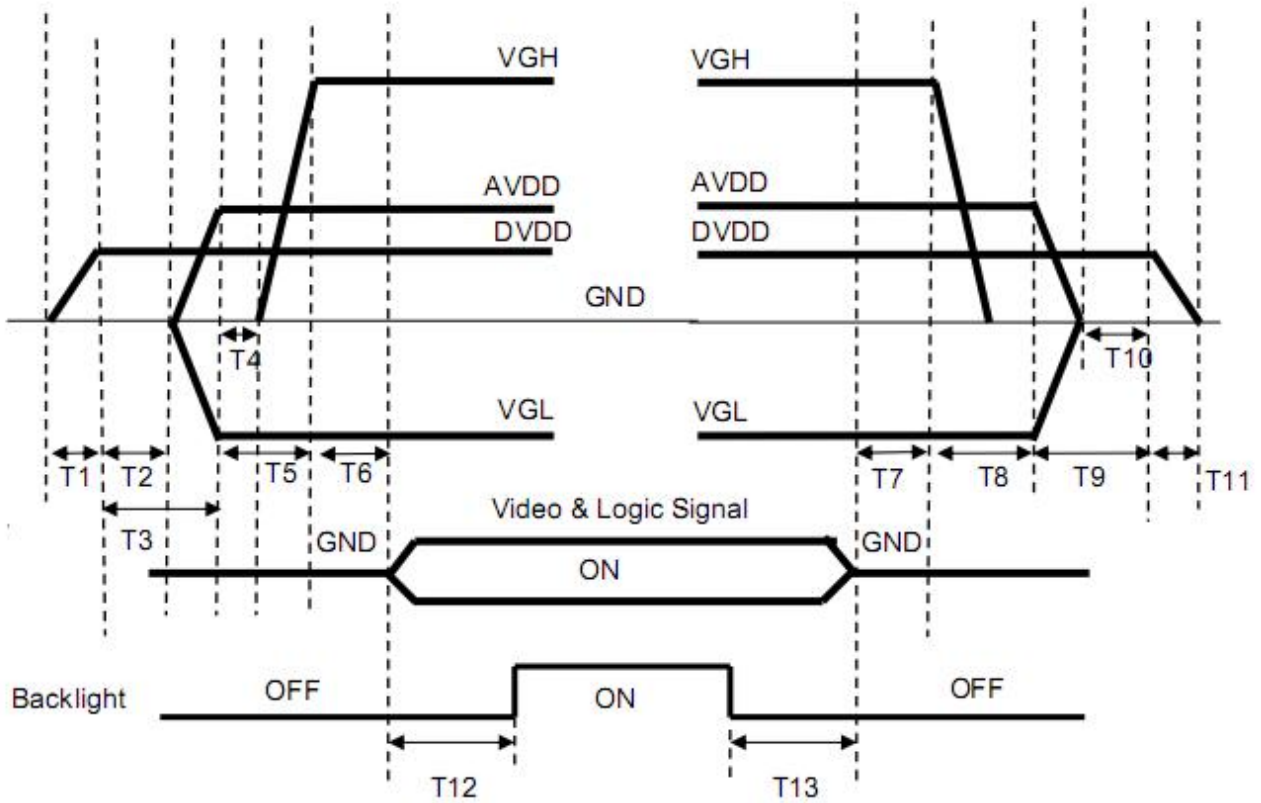 VGH
VGH
AVDD
AVDD
DVDD
DVDD
GND
T4
T10
VGL
VGL
T1
T2
T5
T6
T7
T8
T9
T11
T3
Video & Logic Signal
GND
GND
ON
Backlight
OFF
ON
OFF
T12
T13